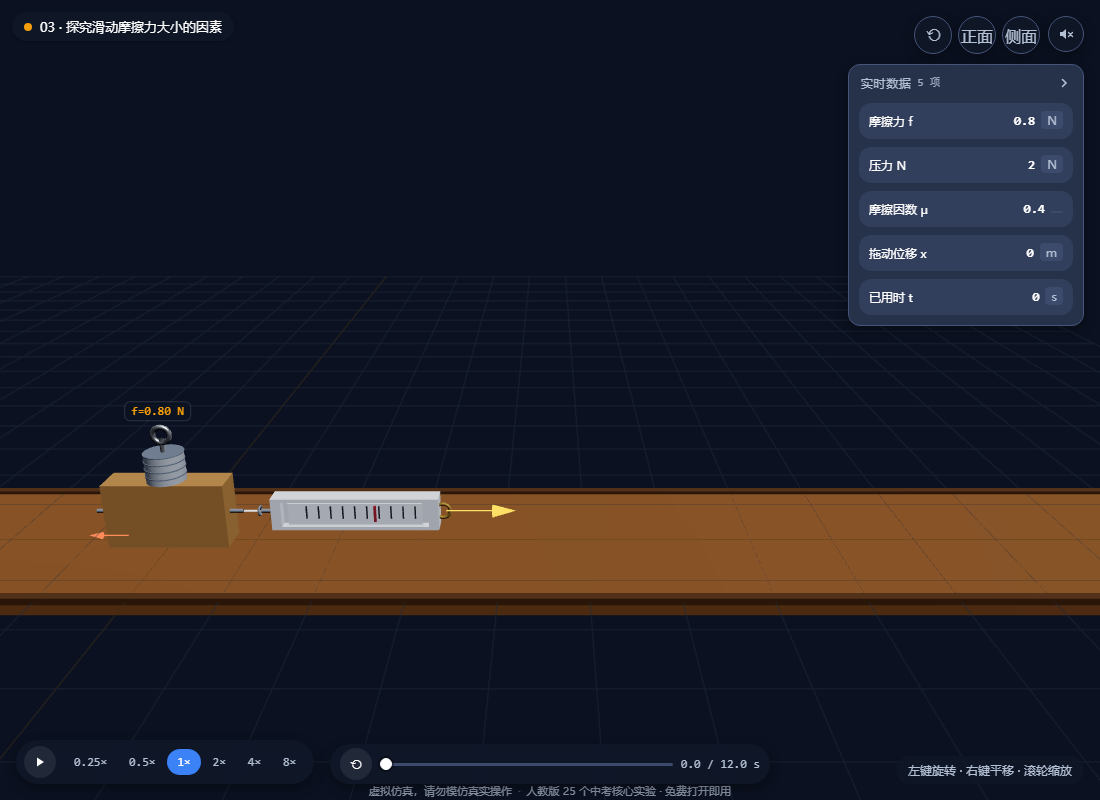 03 · 探究滑动摩擦力大小的因素
正面
侧面
实时数据 5 项
摩擦力 f 0.8 N
压力 N 2 N
摩擦因数 μ 0.4 —
拖动位移 x 0 m
已用时 t 0 s
f=0.80 N
0.25× 0.5× 1× 2× 4× 8×
0.0 / 12.0 s
左键旋转 · 右键平移 · 滚轮缩放
虚拟仿真，请勿模仿真实操作 · 人教版 25 个中考核心实验 · 免费打开即用